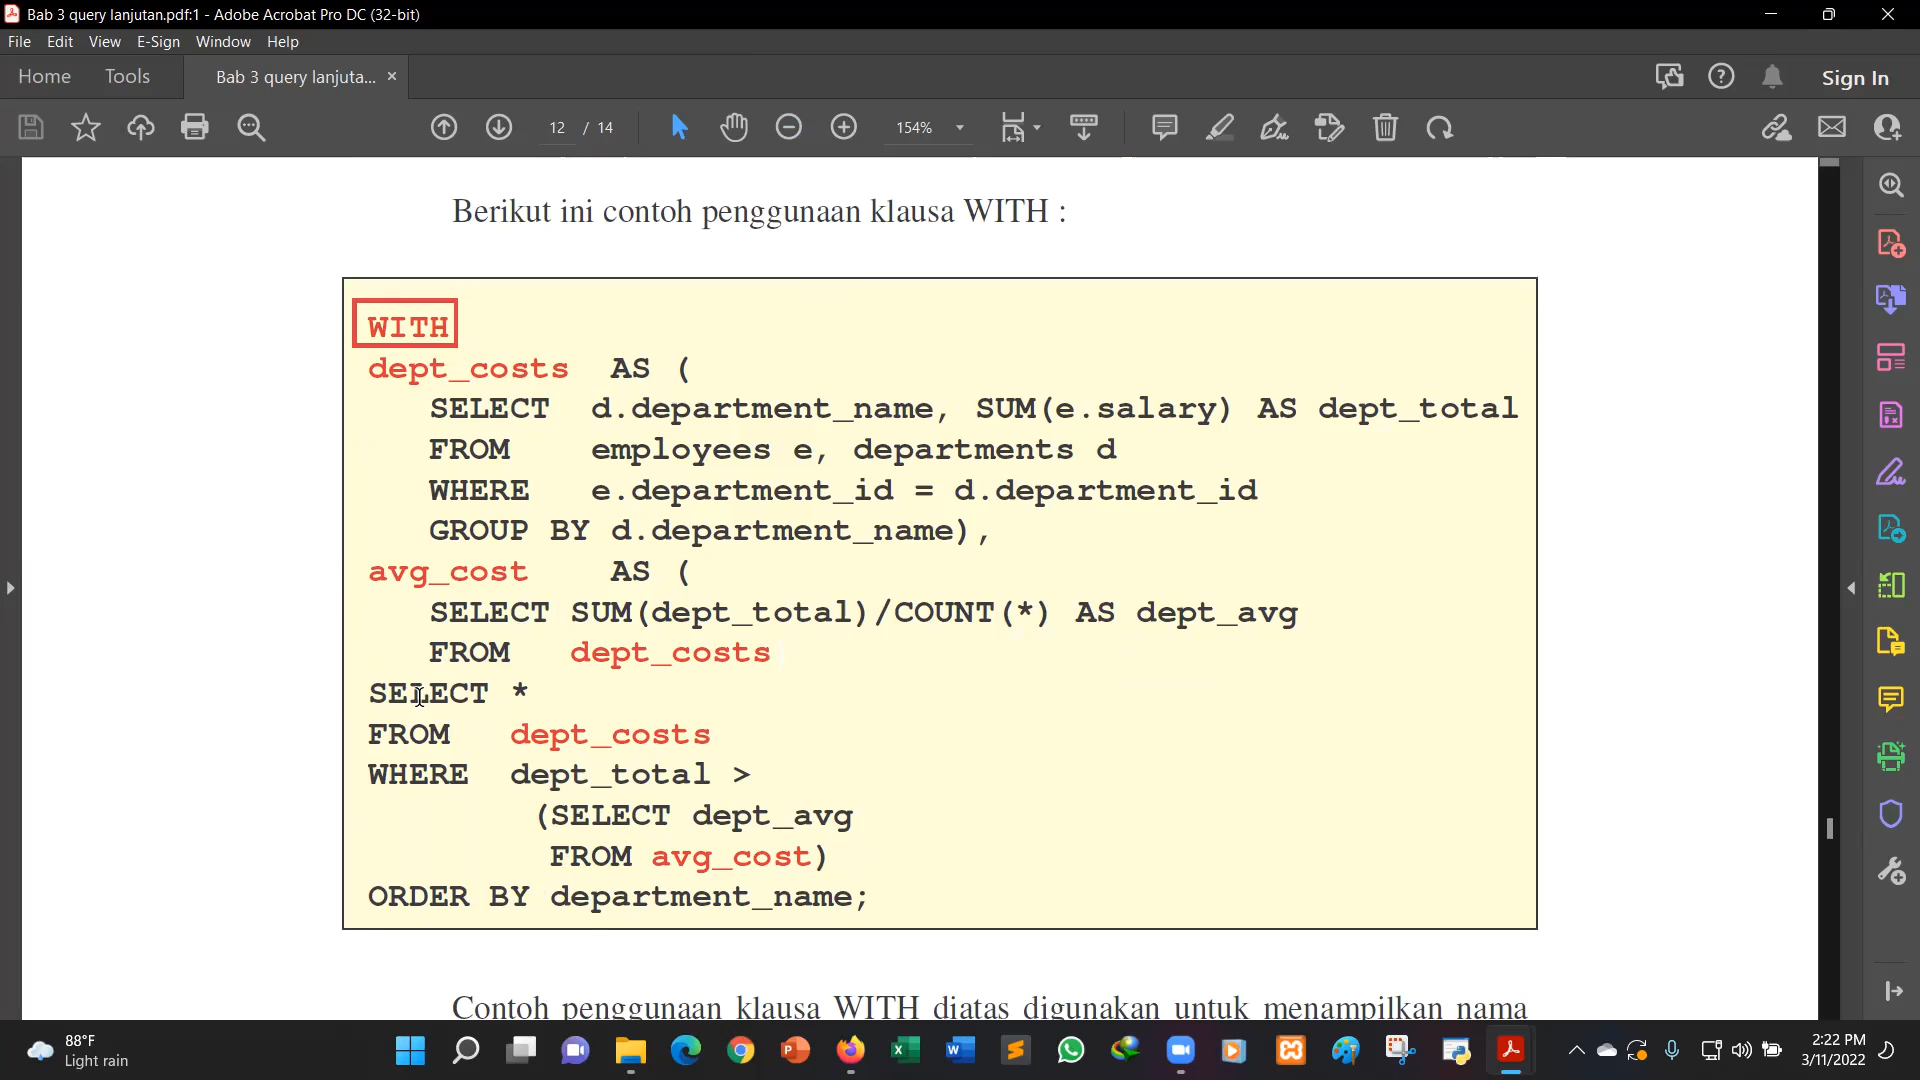 Bab 3 query lanjutan.pdf:1 - Adobe Acrobat Pro DC (32-bit)
File Edit View E-Sign Window Help
Home Tools Bab 3 query lanjuta... × Sign In
12 / 14 154%
Berikut ini contoh penggunaan klausa WITH :
WITH
dept_costs AS (
SELECT d.department_name, SUM(e.salary) AS dept_total
FROM employees e, departments d
WHERE e.department_id = d.department_id
GROUP BY d.department_name),
avg_cost AS (
SELECT SUM(dept_total)/COUNT(*) AS dept_avg
FROM dept_costs
SELECT *
FROM dept_costs
WHERE dept_total >
(SELECT dept_avg
FROM avg_cost)
ORDER BY department_name;
Contoh penggunaan klausa WITH diatas digunakan untuk menampilkan nama
88°F
Light rain
2:22 PM
3/11/2022